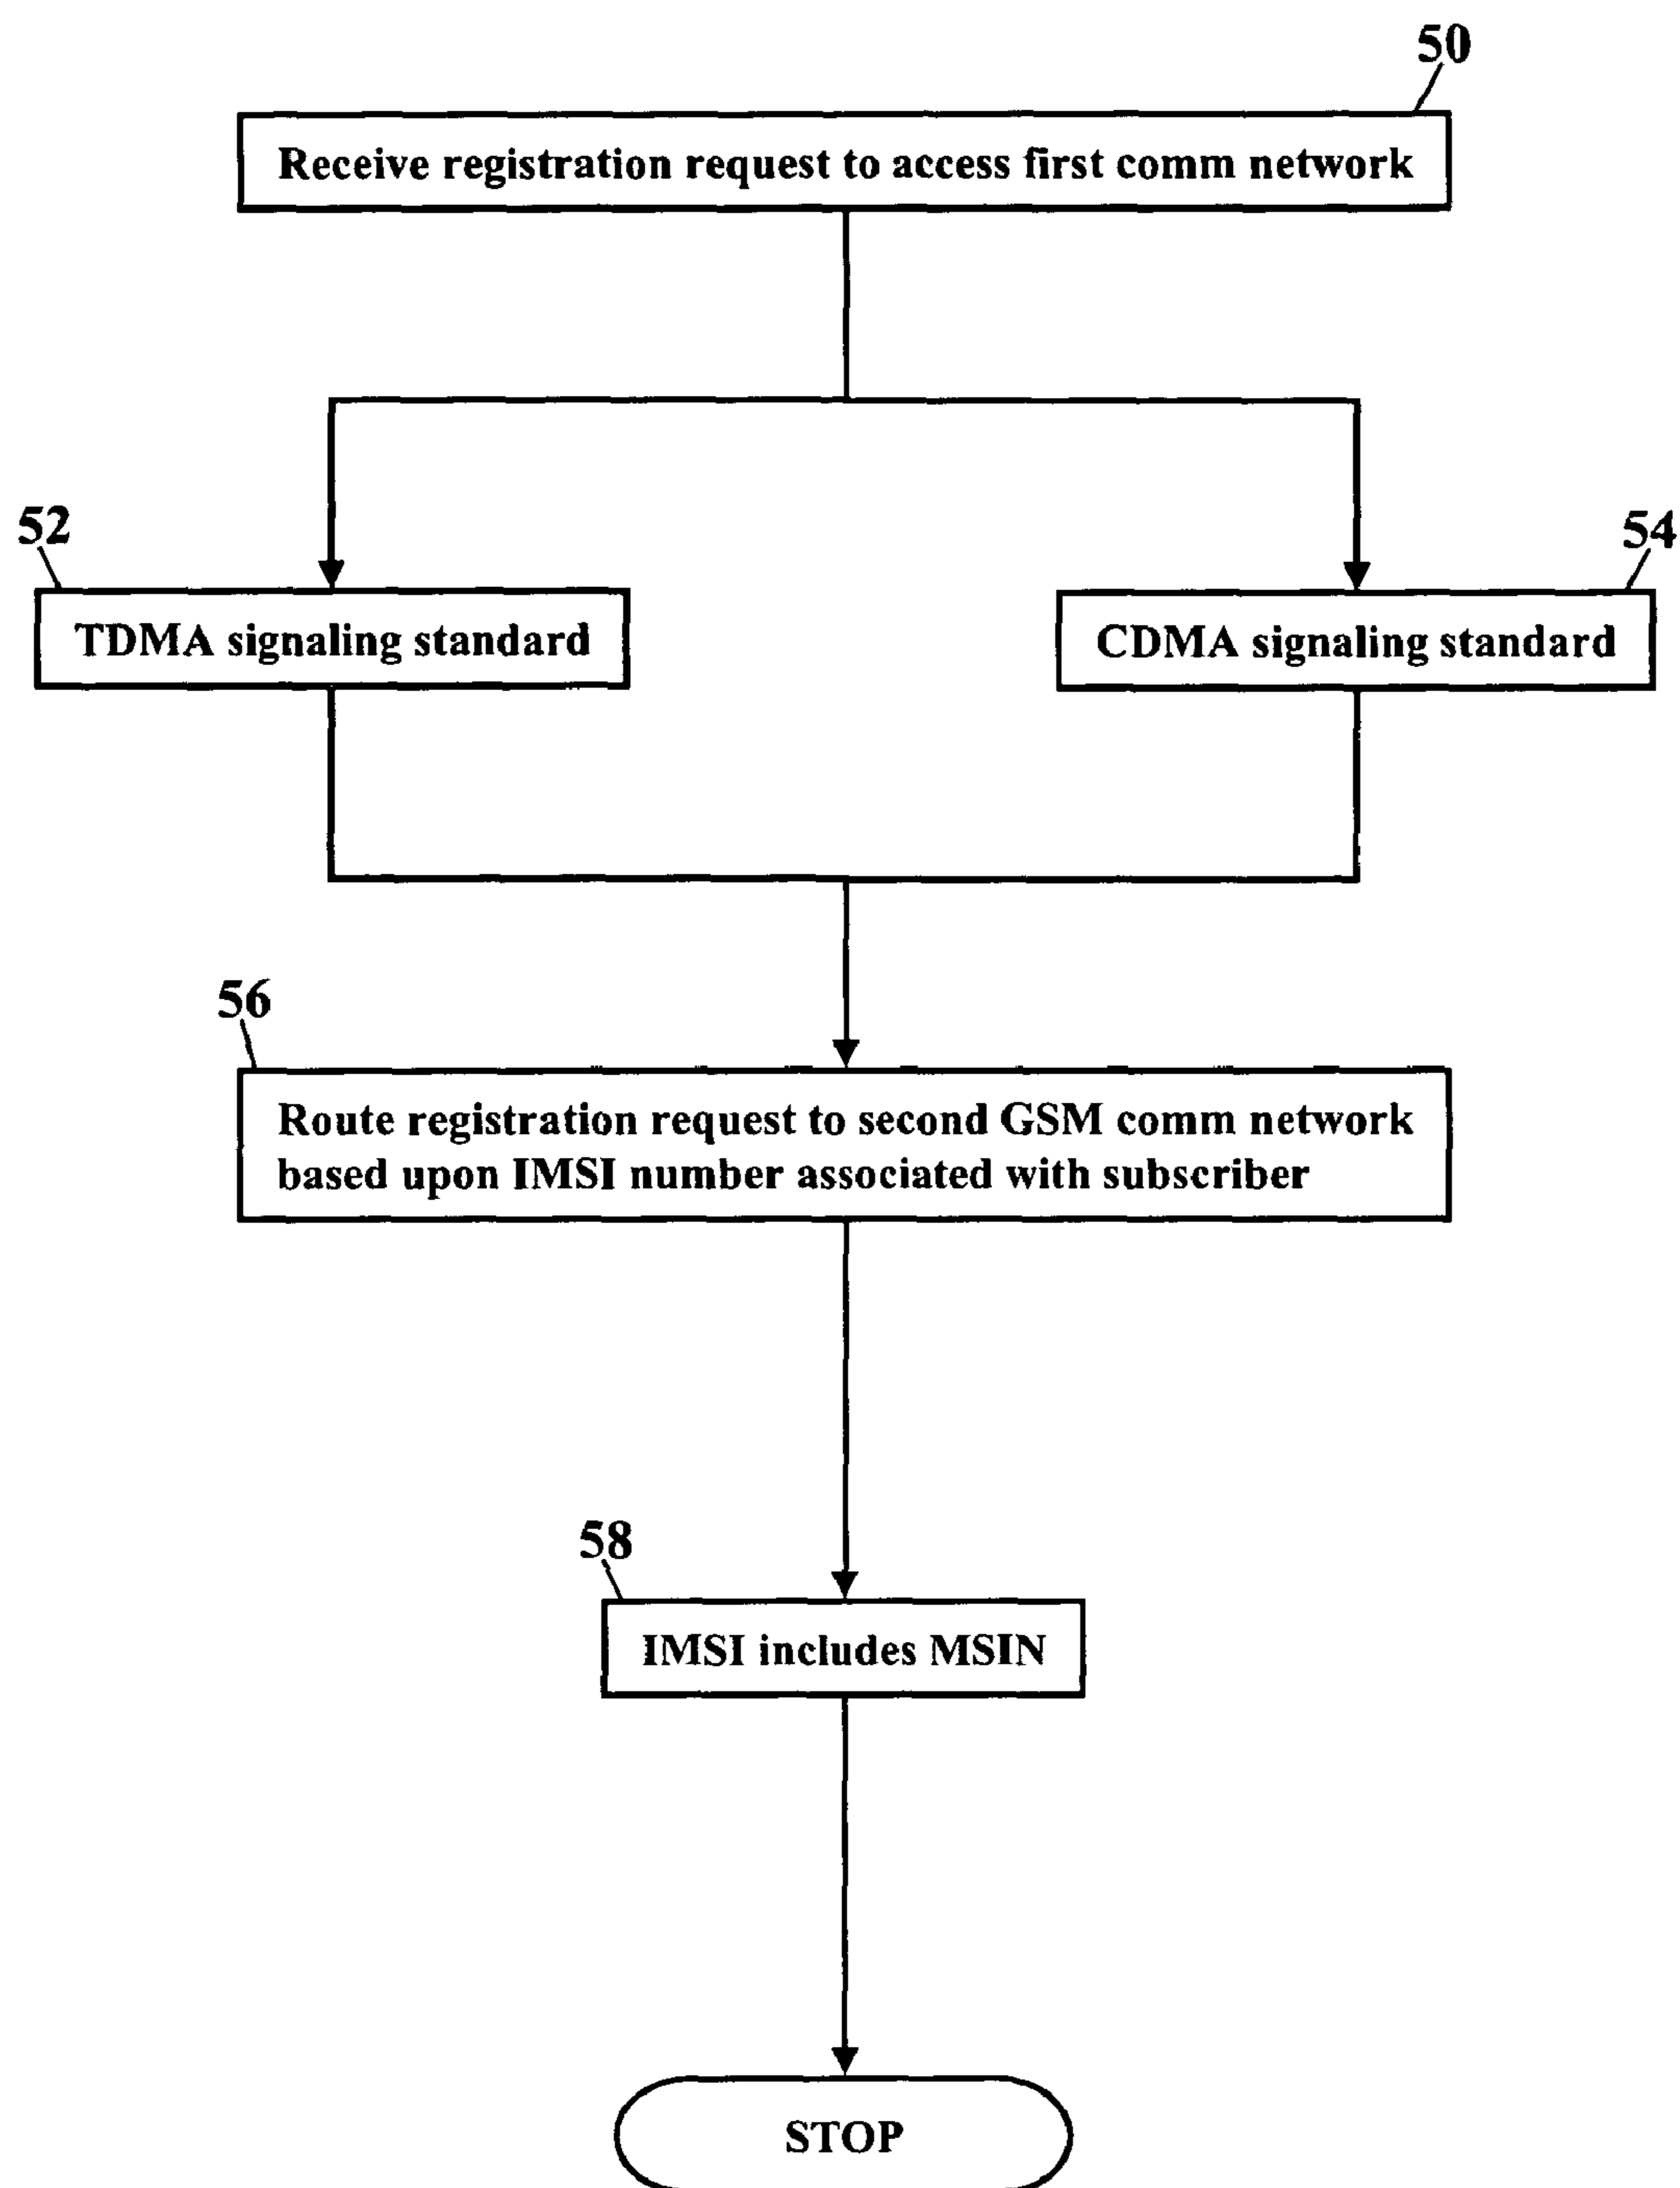 50
Receive registration request to access first comm network
52
54
TDMA signaling standard
CDMA signaling standard
56
Route registration request to second GSM comm network
based upon IMSI number associated with subscriber
58
IMSI includes MSIN
STOP